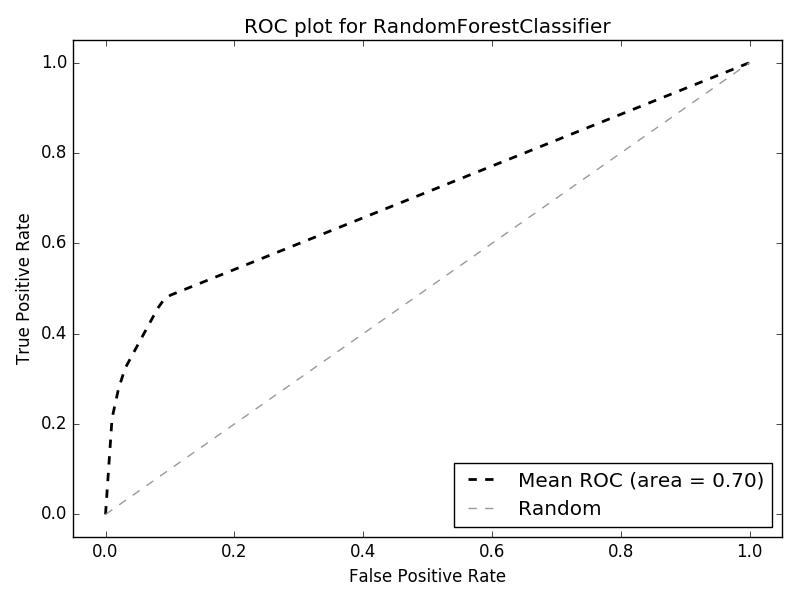 ROC plot for RandomForestClassifier
1.0
0.8
0.6
0.4
0.2
0.0
True Positive Rate
Mean ROC (area = 0.70)
Random
0.0 0.2 0.4 0.6 0.8 1.0
False Positive Rate